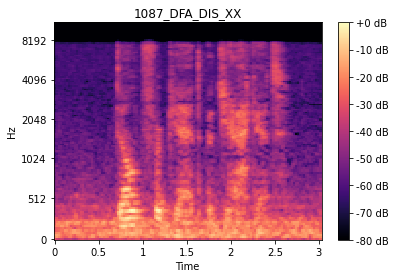 1087_DFA_DIS_XX
+0 dB
8192
-10 dB
4096
-20 dB
-30 dB
2048
Hz
-40 dB
1024
-50 dB
512
-60 dB
-70 dB
0
-80 dB
0 0.5 1 1.5 2 2.5 3
Time